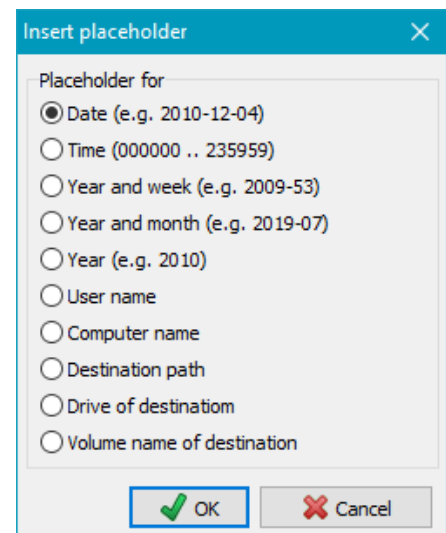 Insert placeholder
Placeholder for
Date (e.g. 2010-12-04)
Time (000000 .. 235959)
Year and week (e.g. 2009-53)
Year and month (e.g. 2019-07)
Year (e.g. 2010)
User name
Computer name
Destination path
Drive of destinatiom
Volume name of destination
OK Cancel